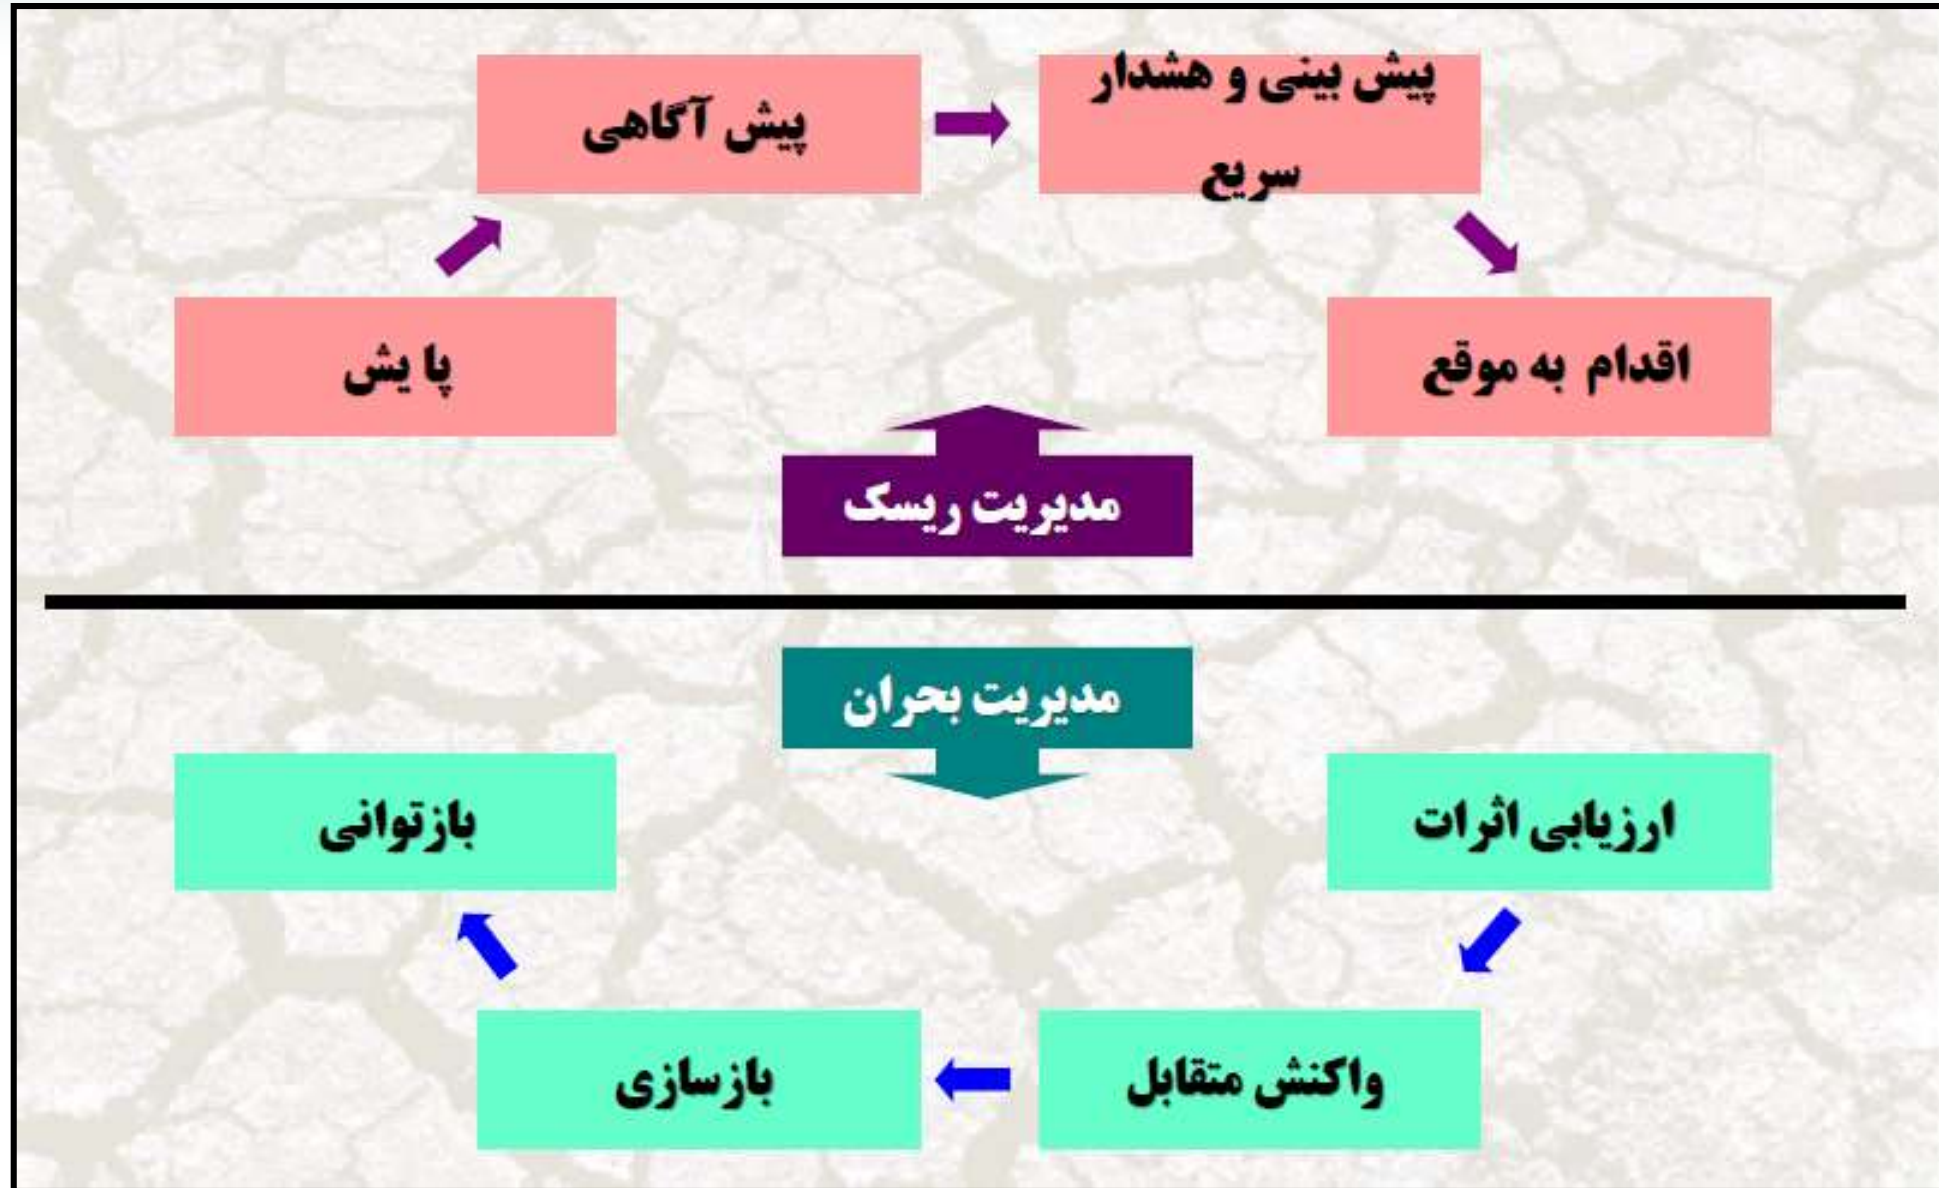 پیش بینی و هشدار
سریع
پیش آگاهی
اقدام به موقع
پا یش
مدیریت ریسک
مدیریت بحران
ارزیابی اثرات
بازتوانی
واکنش متقابل
بازسازی